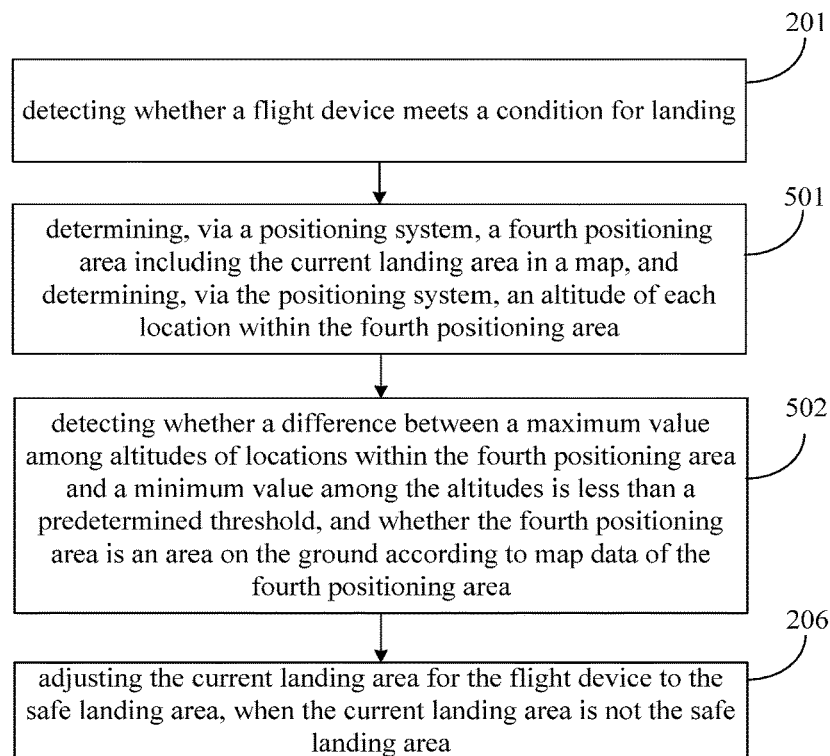 201
detecting whether a flight device meets a condition for landing
501
determining, via a positioning system, a fourth positioning
area including the current landing area in a map, and
determining, via the positioning system, an altitude of each
location within the fourth positioning area
502
detecting whether a difference between a maximum value
among altitudes of locations within the fourth positioning area
and a minimum value among the altitudes is less than a
predetermined threshold, and whether the fourth positioning
area is an area on the ground according to map data of the
fourth positioning area
206
adjusting the current landing area for the flight device to the
safe landing area, when the current landing area is not the safe
landing area